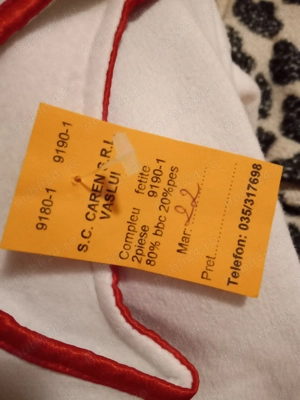 9180-1 9190-1
S.C. CAREN S.R.L
VASLUI
Compleu fetite
2piese 9190-1
80% bbc 20%pes
Mar: 22
Pret..................
Telefon: 035/317698